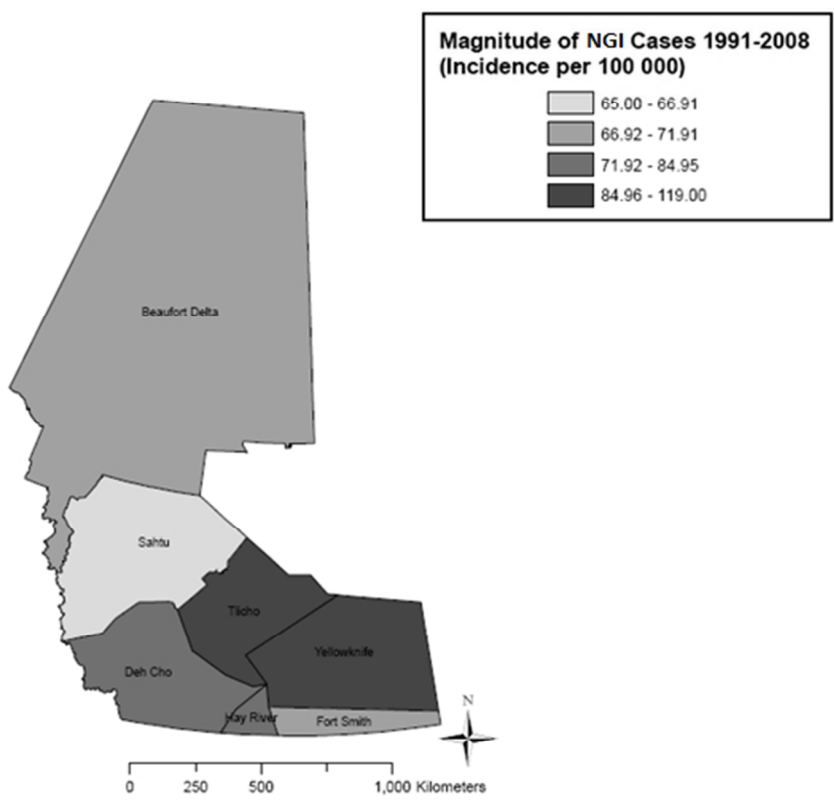 Magnitude of NGI Cases 1991-2008
(Incidence per 100 000)
65.00 - 66.91
66.92 - 71.91
71.92 - 84.95
84.96 - 119.00
Beaufort Delta
Sahtu
Tlicho
Yellowknife
Deh Cho
Hay River
Fort Smith
N
0 250 500 1,000 Kilometers